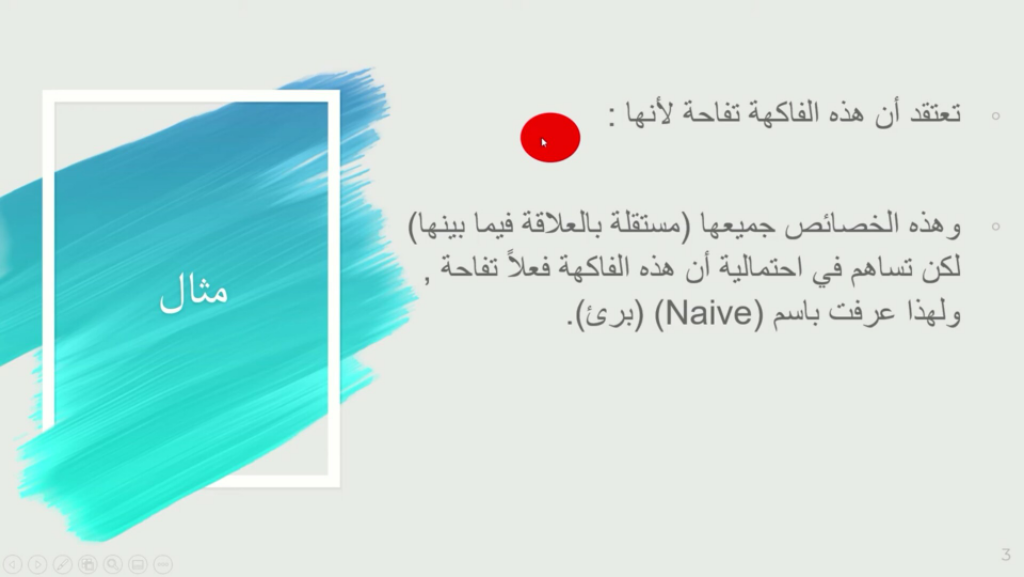 تعتقد أن هذه الفاكهة تفاحة لأنها :
وهذه الخصائص جميعها (مستقلة بالعلاقة فيما بينها)
لكن تساهم في احتمالية أن هذه الفاكهة فعلاً تفاحة ,
ولهذا عرفت باسم (Naive) (برئ).
مثال
3